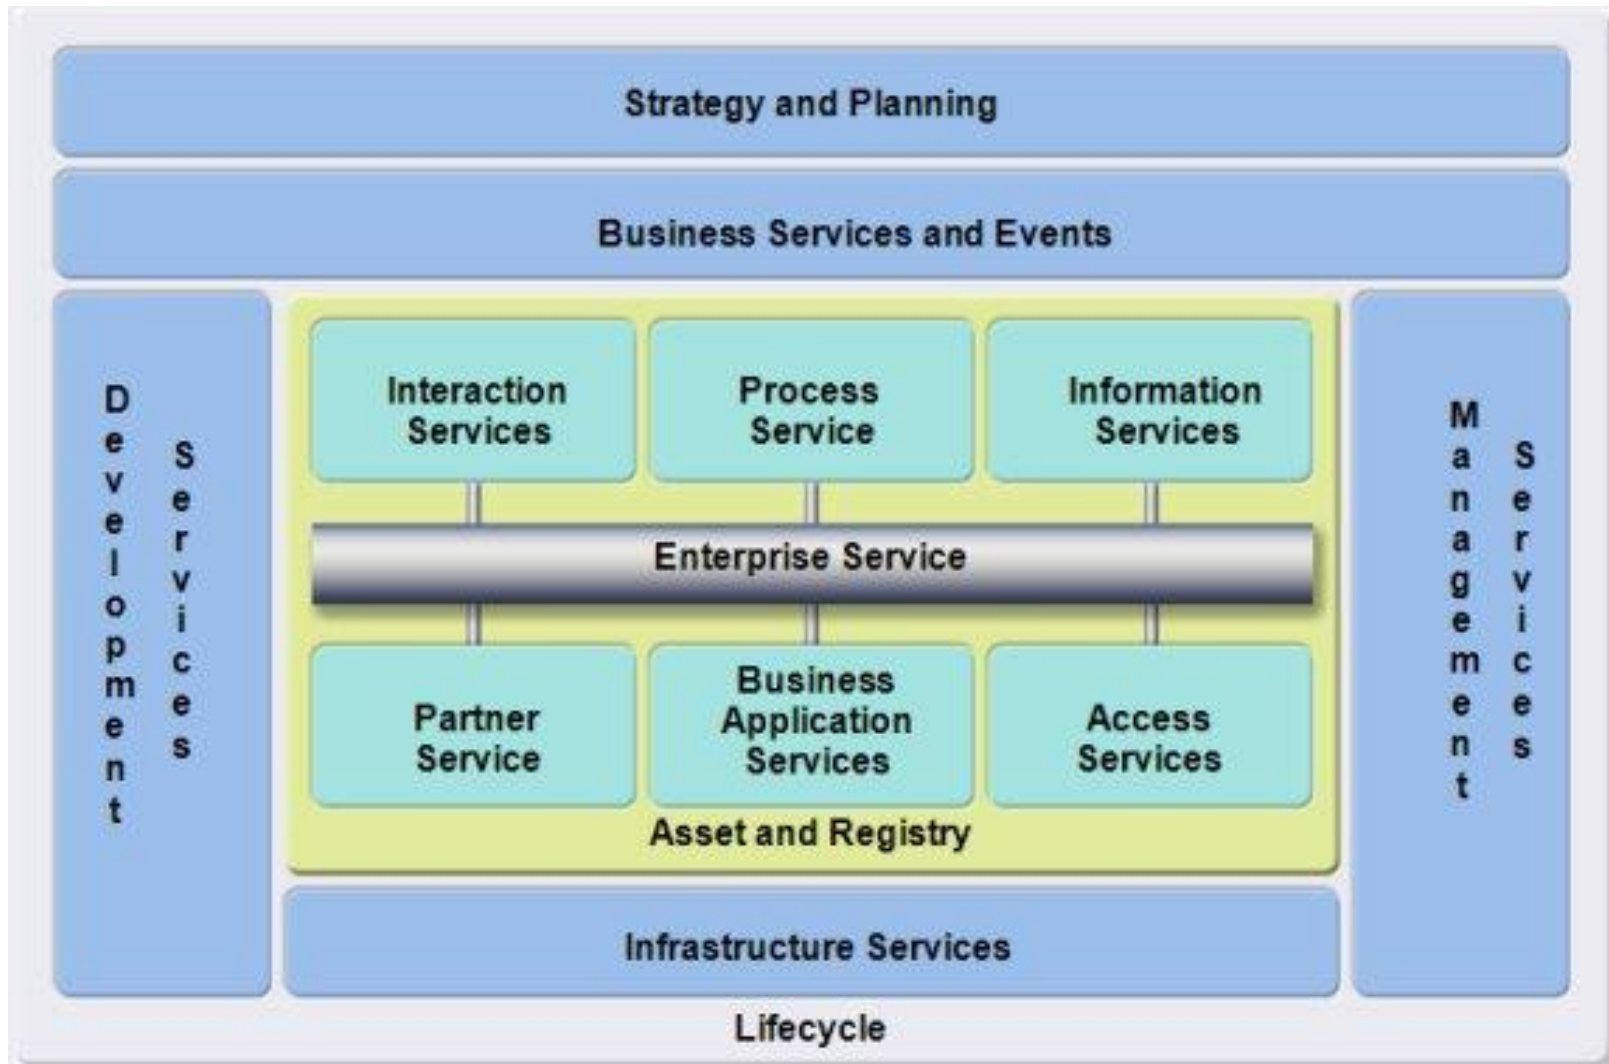 Strategy and Planning
Business Services and Events
Development
Services
Interaction
Services
Process
Service
Information
Services
Enterprise Service
Partner
Service
Business
Application
Services
Access
Services
Asset and Registry
Management
Services
Infrastructure Services
Lifecycle